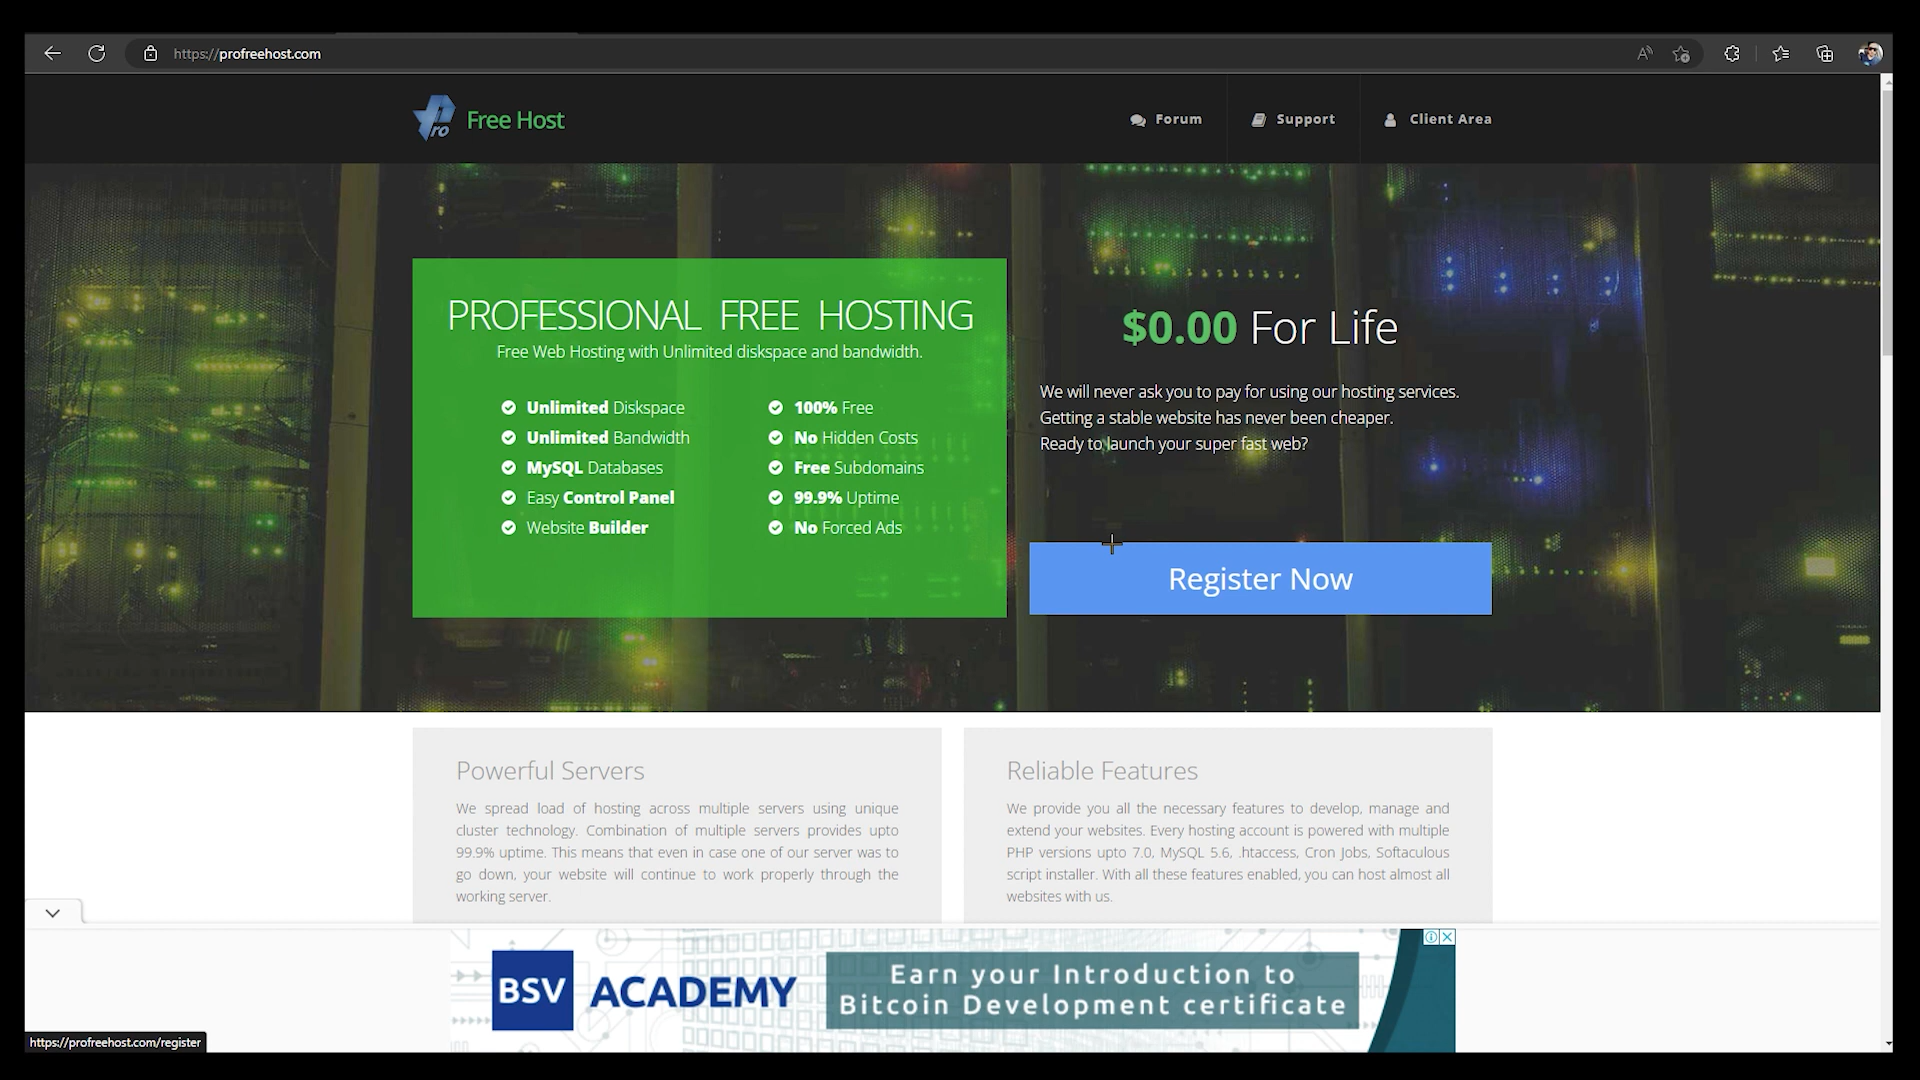 https://profreehost.com
ro
Free Host
Forum
Support
Client Area
PROFESSIONAL FREE HOSTING
Free Web Hosting with Unlimited diskspace and bandwidth.
Unlimited Diskspace
Unlimited Bandwidth
MySQL Databases
Easy Control Panel
Website Builder
100% Free
No Hidden Costs
Free Subdomains
99.9% Uptime
No Forced Ads
$0.00 For Life
We will never ask you to pay for using our hosting services.
Getting a stable website has never been cheaper.
Ready to launch your super fast web?
Register Now
Powerful Servers
We spread load of hosting across multiple servers using unique
cluster technology. Combination of multiple servers provides upto
99.9% uptime. This means that even in case one of our server was to
go down, your website will continue to work properly through the
working server.
Reliable Features
We provide you all the necessary features to develop, manage and
extend your websites. Every hosting account is powered with multiple
PHP versions upto 7.0, MySQL 5.6, .htaccess, Cron Jobs, Softaculous
script installer. With all these features enabled, you can host almost all
websites with us.
BSV ACADEMY
Earn your Introduction to
Bitcoin Development certificate
https://profreehost.com/register